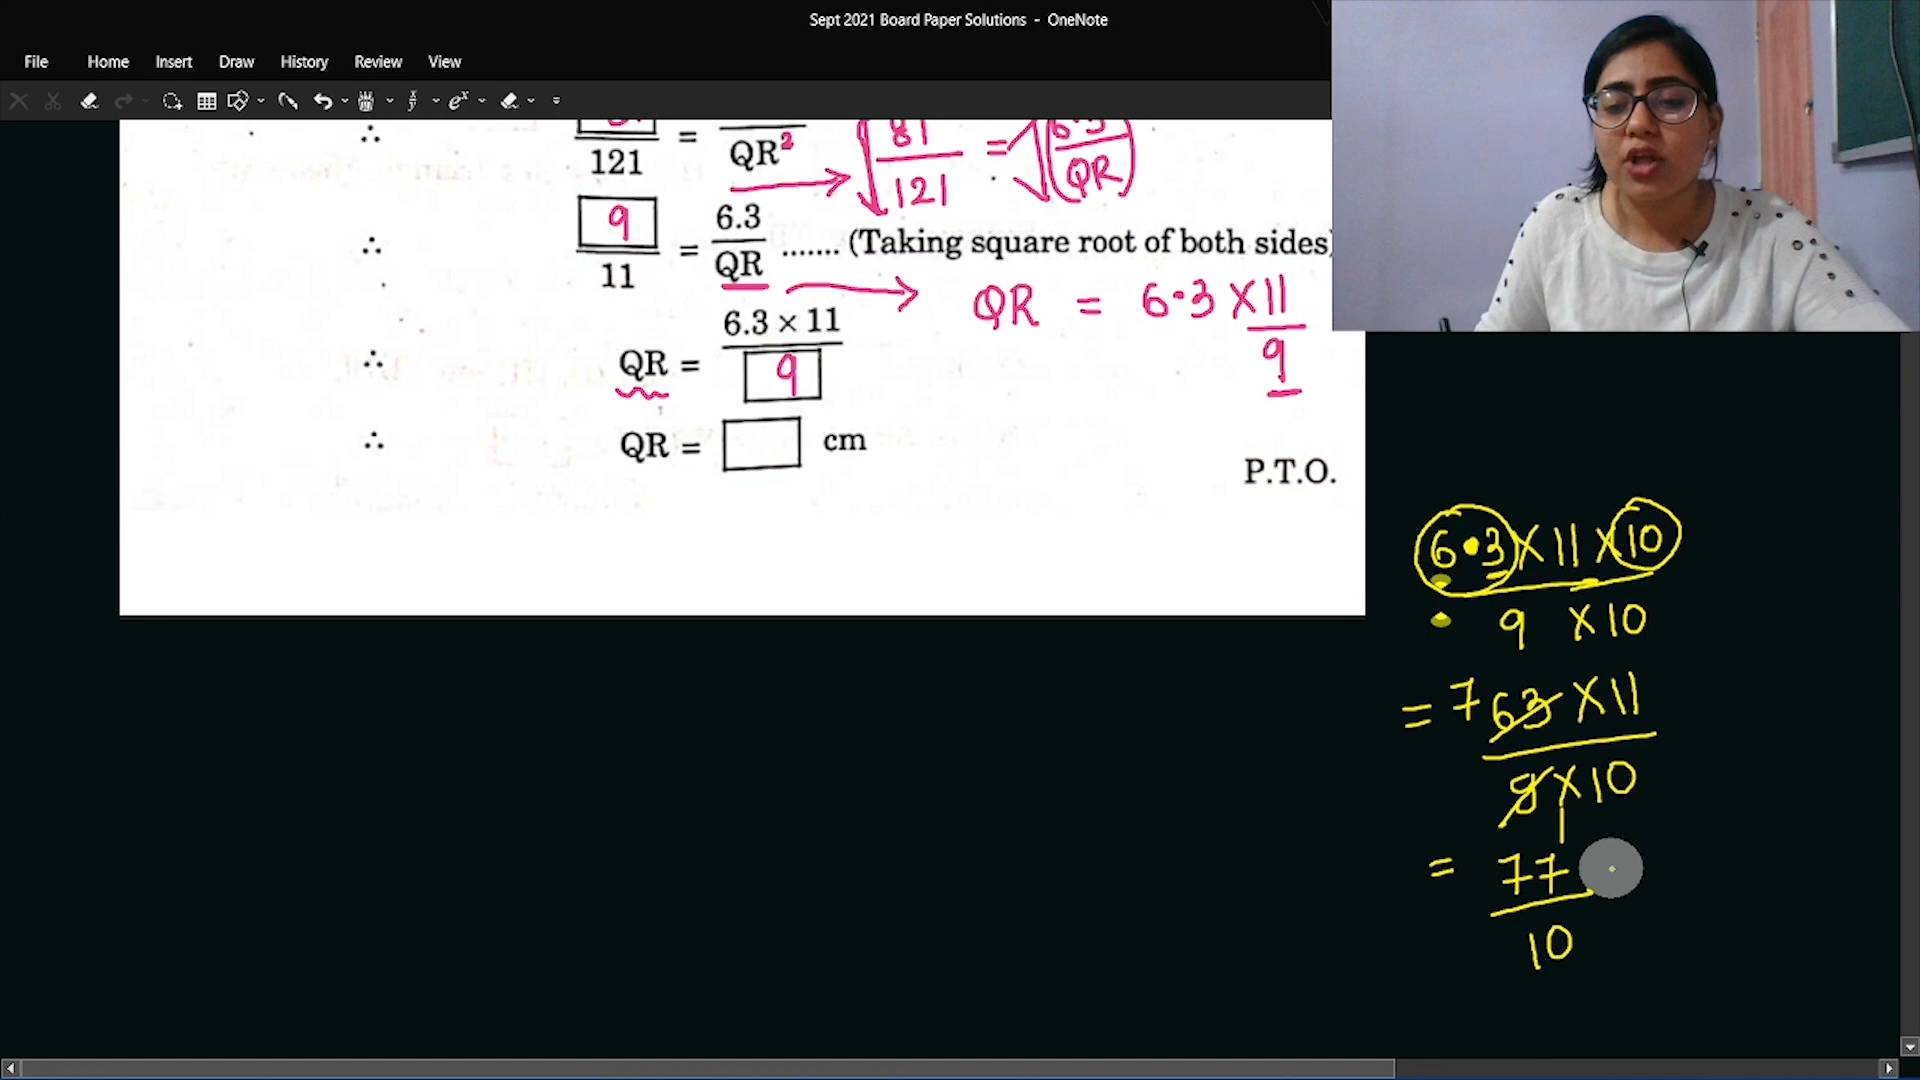 Sept 2021 Board Paper Solutions - OneNote
File Home Insert Draw History Review View
∴ 121 = QR² → √81/121 = √(6.3/QR)
∴ 9/11 = 6.3/QR ....... (Taking square root of both sides
→ QR = 6.3 × 11/9
∴ QR = 6.3 × 11/9
∴ QR = cm
P.T.O.
6.3 × 11 × 10
9 × 10
= 7 63 × 11
9 × 10
1
= 77
10